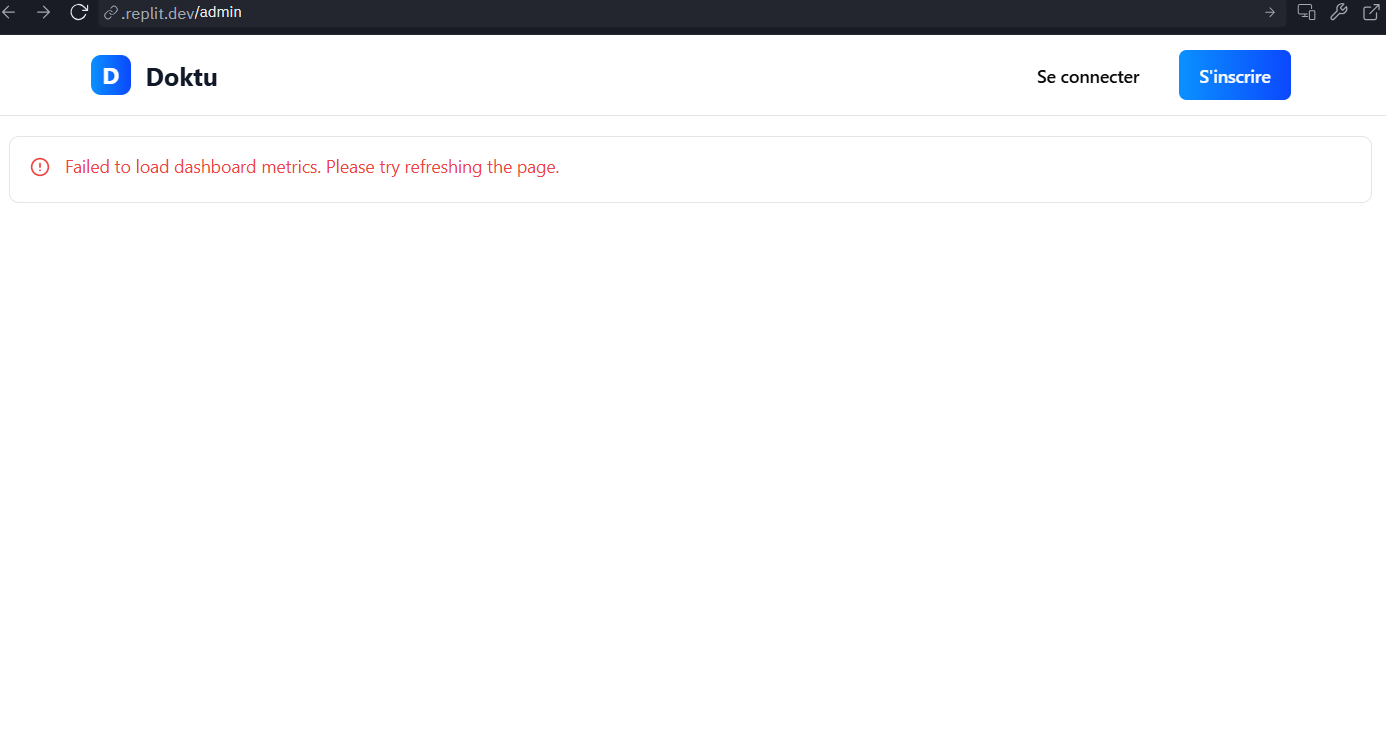 .replit.dev/admin
D Doktu Se connecter S'inscrire
Failed to load dashboard metrics. Please try refreshing the page.